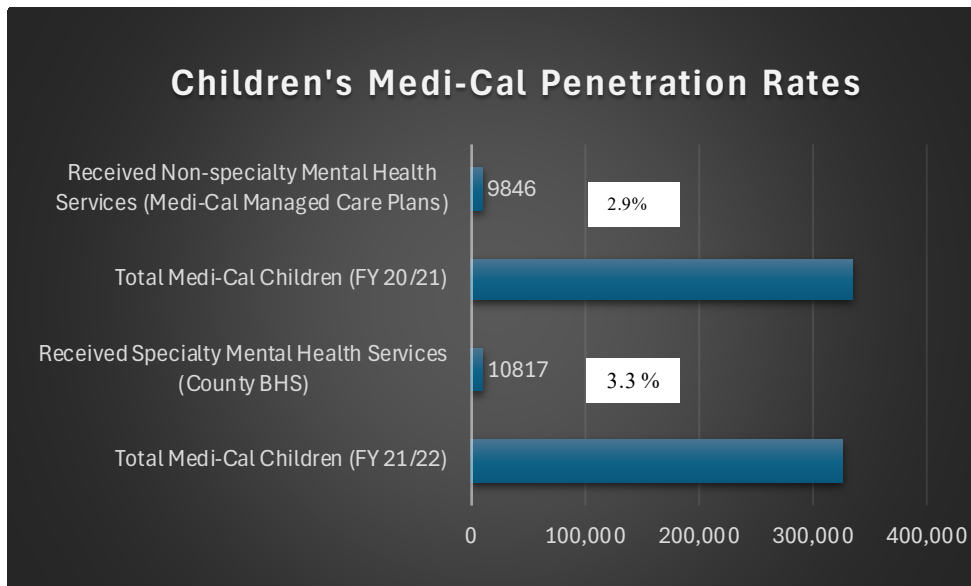 Children's Medi-Cal Penetration Rates
Received Non-specialty Mental Health
Services (Medi-Cal Managed Care Plans)
9846
2.9%
Total Medi-Cal Children (FY 20/21)
Received Specialty Mental Health Services
(County BHS)
10817
3.3 %
Total Medi-Cal Children (FY 21/22)
0 100,000 200,000 300,000 400,000